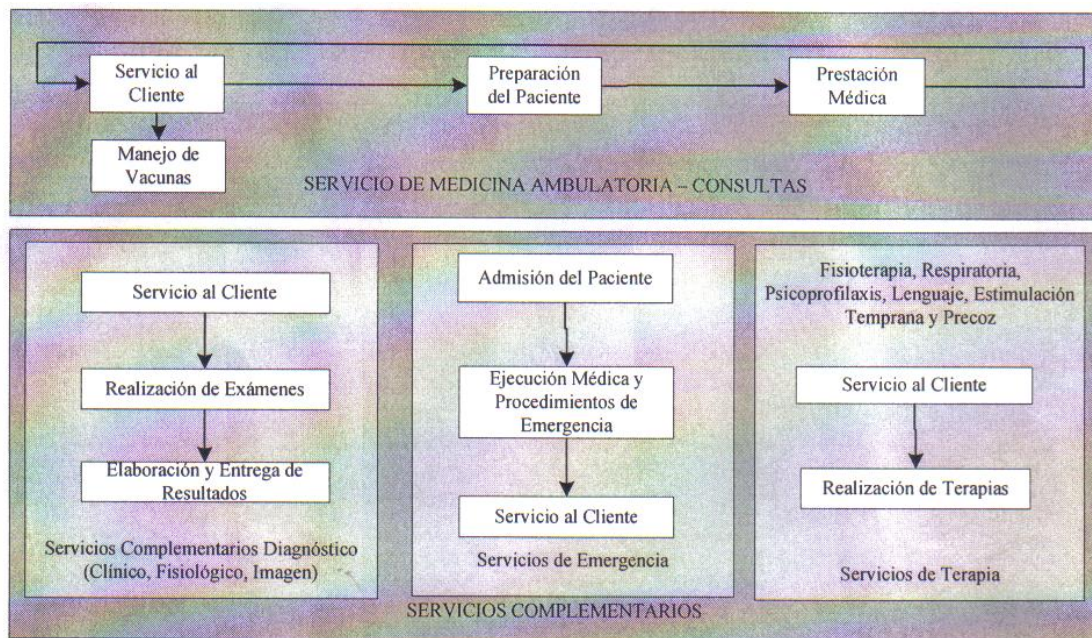 Servicio al
Cliente
Preparación
del Paciente
Prestación
Médica
Manejo de
Vacunas
SERVICIO DE MEDICINA AMBULATORIA – CONSULTAS
Servicio al Cliente
Realización de Exámenes
Elaboración y Entrega de
Resultados
Servicios Complementarios Diagnóstico
(Clínico, Fisiológico, Imagen)
Admisión del Paciente
Ejecución Médica y
Procedimientos de
Emergencia
Servicio al Cliente
Servicios de Emergencia
Fisioterapia, Respiratoria,
Psicoprofilaxis, Lenguaje, Estimulación
Temprana y Precoz
Servicio al Cliente
Realización de Terapias
Servicios de Terapia
SERVICIOS COMPLEMENTARIOS